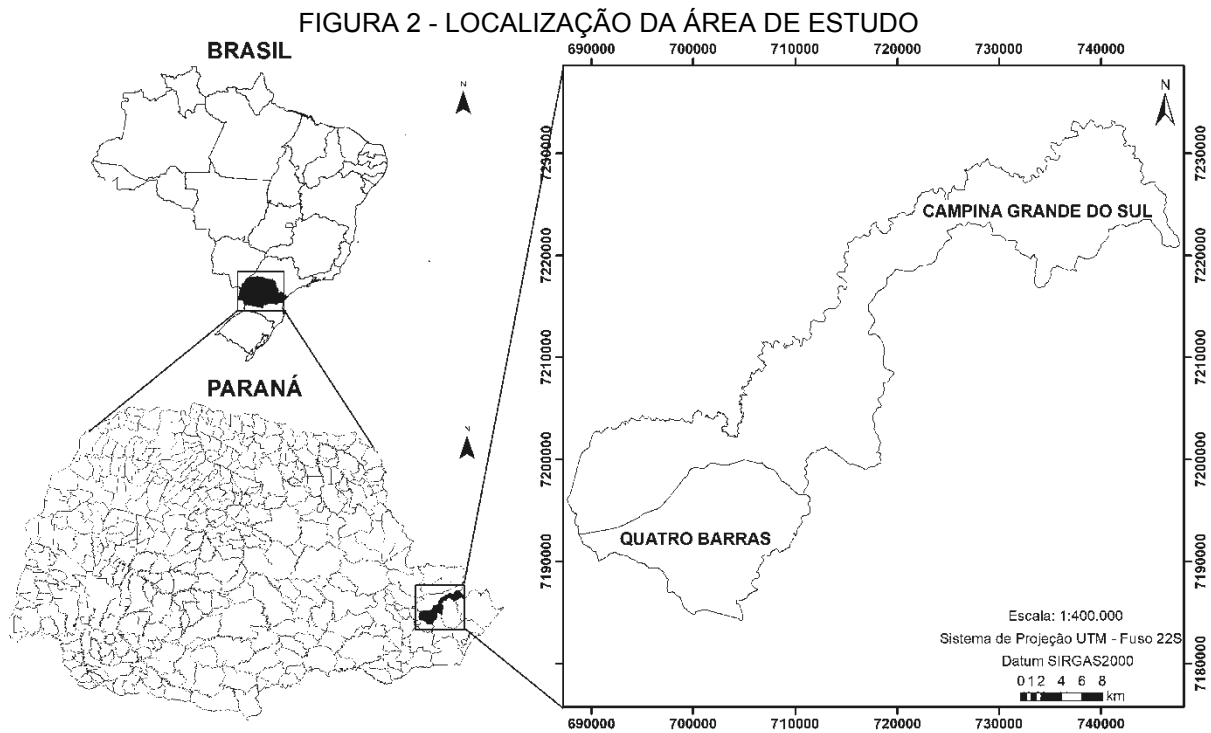 FIGURA 2 - LOCALIZAÇÃO DA ÁREA DE ESTUDO
BRASIL
N
PARANÁ
N
690000 700000 710000 720000 730000 740000
7230000
7220000
7210000
7200000
7190000
7180000
N
CAMPINA GRANDE DO SUL
QUATRO BARRAS
Escala: 1:400.000
Sistema de Projeção UTM - Fuso 22S
Datum SIRGAS2000
0 1 2 4 6 8
km
7230000
7220000
7210000
7200000
7190000
7180000
690000 700000 710000 720000 730000 740000